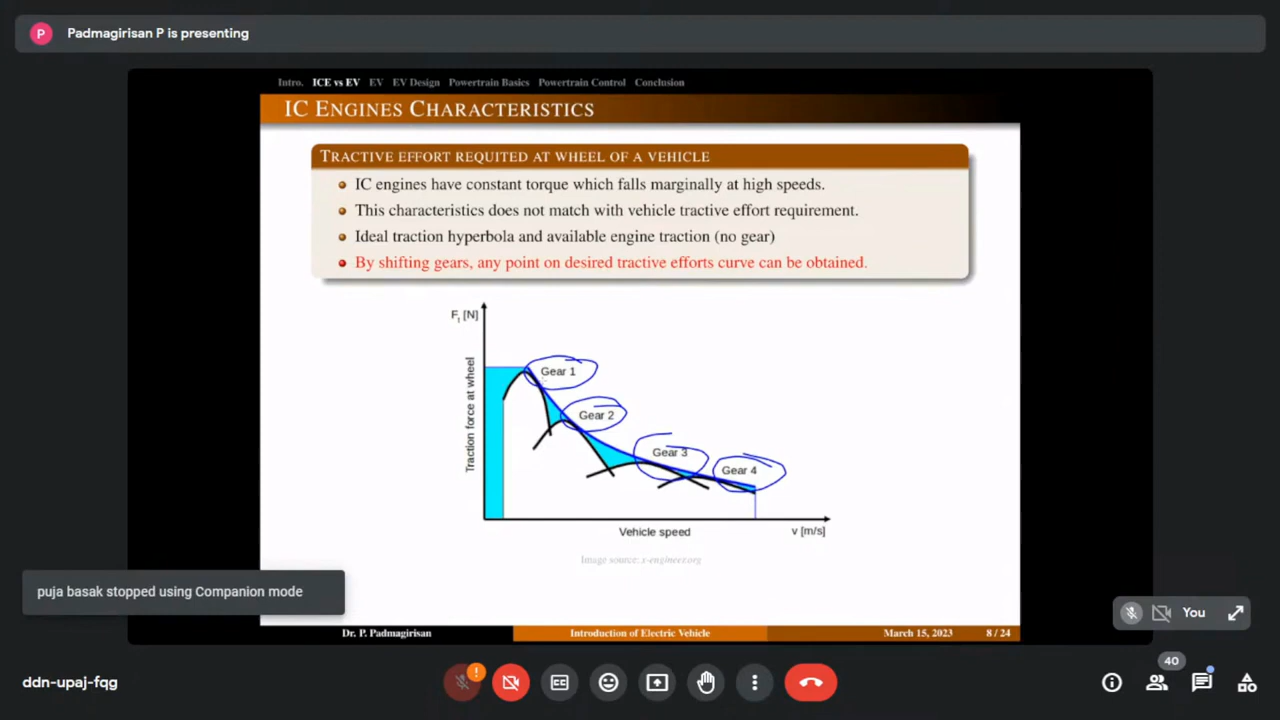 P Padmagirisan P is presenting
Intro. ICE vs EV EV EV Design Powertrain Basics Powertrain Control Conclusion
IC ENGINES CHARACTERISTICS
TRACTIVE EFFORT REQUITED AT WHEEL OF A VEHICLE
IC engines have constant torque which falls marginally at high speeds.
This characteristics does not match with vehicle tractive effort requirement.
Ideal traction hyperbola and available engine traction (no gear)
By shifting gears, any point on desired tractive efforts curve can be obtained.
Ft [N]
Traction force at wheel
Gear 1
Gear 2
Gear 3
Gear 4
Vehicle speed
v [m/s]
Image source: x-engineer.org
puja basak stopped using Companion mode
You
Dr. P. Padmagirisan Introduction of Electric Vehicle March 15, 2023 8 / 24
ddn-upaj-fqg
!
CC
40